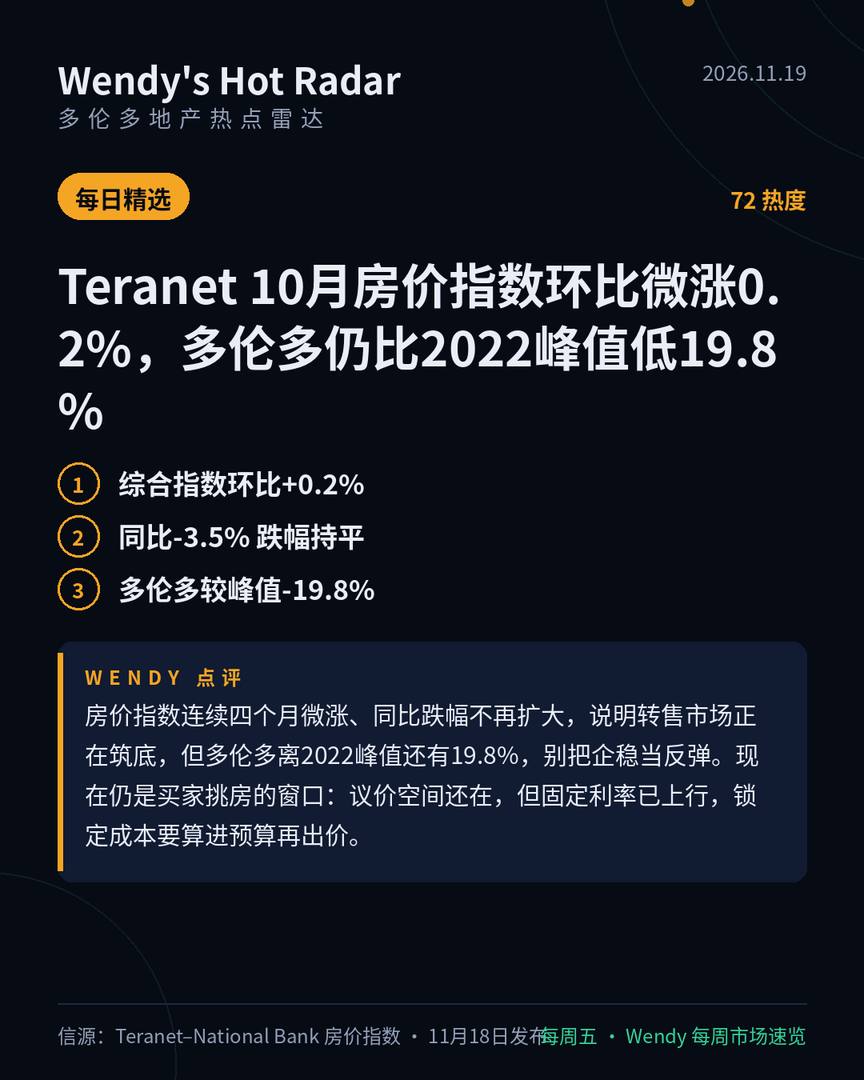 Wendy's Hot Radar
2026.11.19
多伦多地产热点雷达
每日精选
72 热度
Teranet 10月房价指数环比微涨0.
2%，多伦多仍比2022峰值低19.8
%
1 综合指数环比+0.2%
2 同比-3.5% 跌幅持平
3 多伦多较峰值-19.8%
WENDY 点评
房价指数连续四个月微涨、同比跌幅不再扩大，说明转售市场正
在筑底，但多伦多离2022峰值还有19.8%，别把企稳当反弹。现
在仍是买家挑房的窗口：议价空间还在，但固定利率已上行，锁
定成本要算进预算再出价。
信源：Teranet–National Bank 房价指数 · 11月18日发布
每周五 · Wendy 每周市场速览